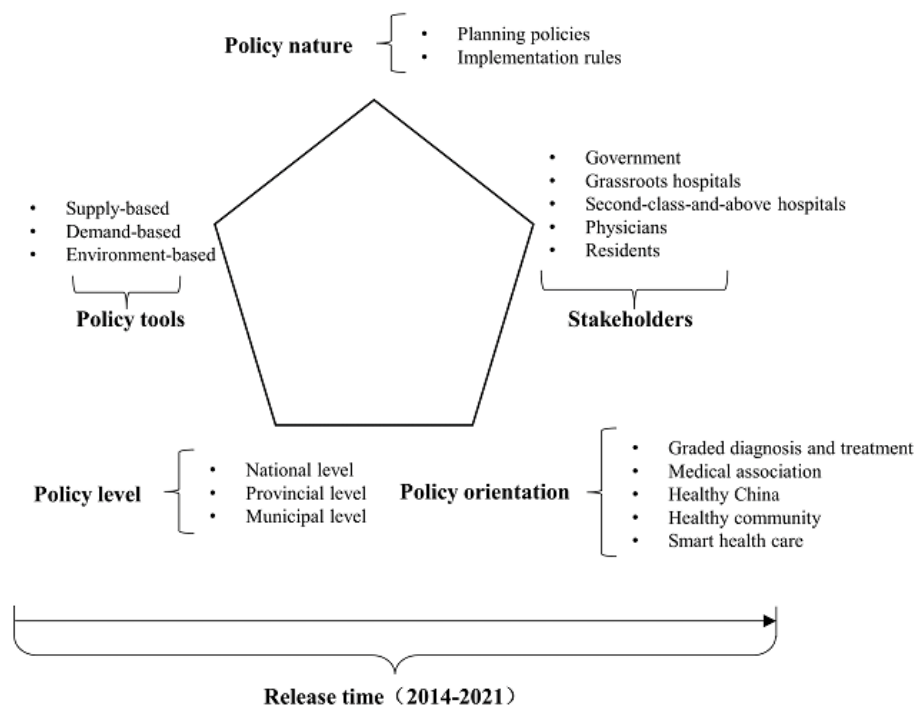 Policy nature
• Planning policies
• Implementation rules
• Supply-based
• Demand-based
• Environment-based
Policy tools
• Government
• Grassroots hospitals
• Second-class-and-above hospitals
• Physicians
• Residents
Stakeholders
Policy level
• National level
• Provincial level
• Municipal level
Policy orientation
• Graded diagnosis and treatment
• Medical association
• Healthy China
• Healthy community
• Smart health care
Release time（2014-2021）